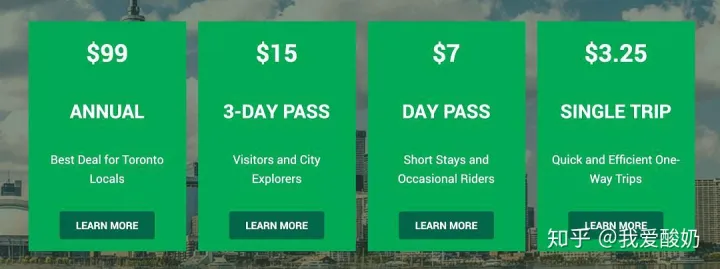 $99
ANNUAL
Best Deal for Toronto
Locals
LEARN MORE
$15
3-DAY PASS
Visitors and City
Explorers
LEARN MORE
$7
DAY PASS
Short Stays and
Occasional Riders
LEARN MORE
$3.25
SINGLE TRIP
Quick and Efficient One-
Way Trips
LEARN MORE
知乎 @我爱酸奶